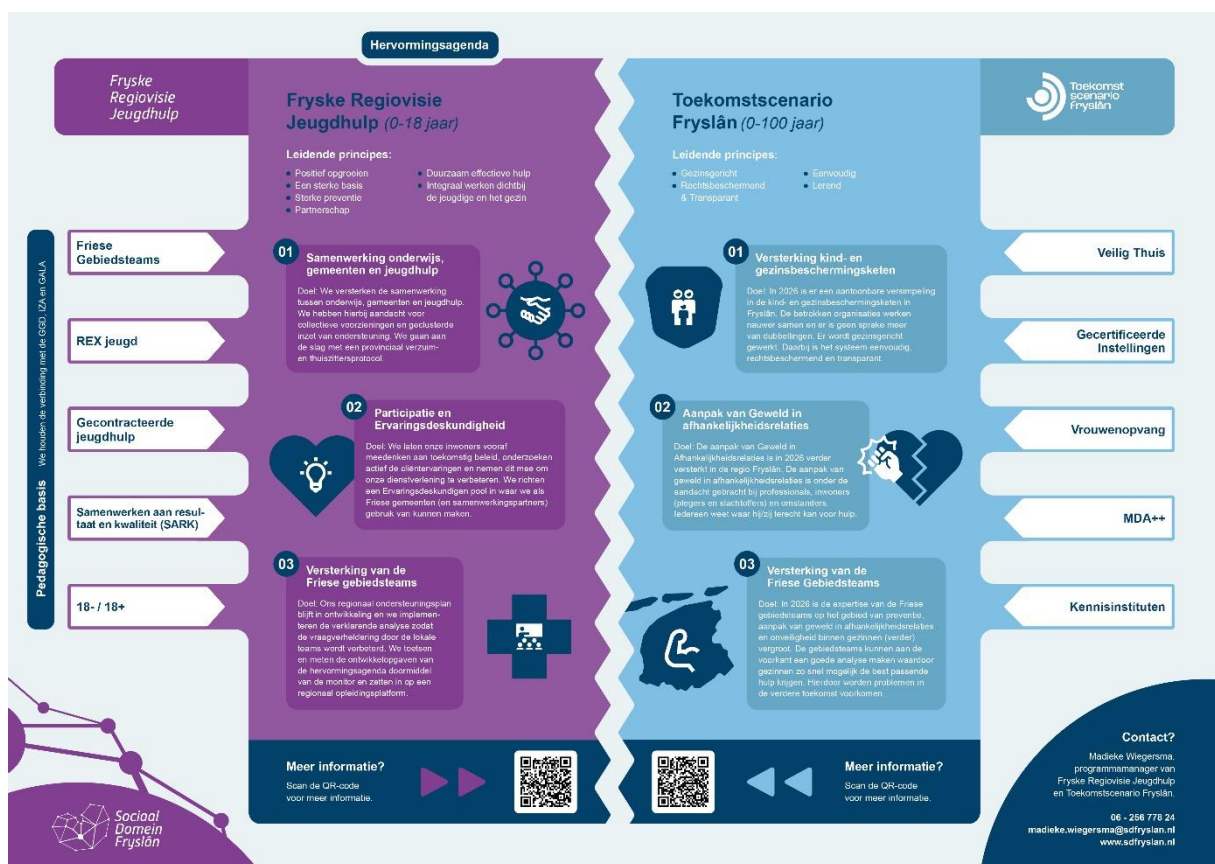 Hervormingsagenda
Fryske
Regiovisie
Jeugdhulp
Fryske Regiovisie
Jeugdhulp (0-18 jaar)
Leidende principes:
• Positief opgroeien
• Een sterke basis
• Sterke preventie
• Partnerschap
• Duurzaam effectieve hulp
• Integraal werken dichtbij
de jeugdige en het gezin
Toekomstscenario
Fryslân (0-100 jaar)
Leidende principes:
• Gezinsgericht
• Rechtsbeschermend
& Transparant
• Eenvoudig
• Lerend
Toekomst
scenario
fryslân
Pedagogische basis We houden de verbinding met de GGD, IZA en GALA
Friese
Gebiedsteams
REX jeugd
Gecontracteerde
jeugdhulp
Samenwerken aan resul-
taat en kwaliteit (SARK)
18- / 18+
01
Samenwerking onderwijs,
gemeenten en jeugdhulp
Doel: We versterken de samenwerking
tussen onderwijs, gemeenten en jeugdhulp.
We hebben hierbij aandacht voor
collectieve voorzieningen en geclusterde
inzet van ondersteuning. We gaan aan
de slag met een provinciaal verzuim-
en thuiszittersprotocol.
02
Participatie en
Ervaringsdeskundigheid
Doel: We laten onze inwoners vooraf
meedenken aan toekomstig beleid, onderzoeken
actief de cliëntervaringen en nemen dit mee om
onze dienstverlening te verbeteren. We richten
een Ervaringsdeskundigen pool in waar we als
Friese gemeenten (en samenwerkingspartners)
gebruik van kunnen maken.
03
Versterking van de
Friese gebiedsteams
Doel: Ons regionaal ondersteuningsplan
blijft in ontwikkeling en we implemen-
teren de verklarende analyse zodat
de vraagverheldering door de lokale
teams wordt verbeterd. We toetsen
en meten de ontwikkelopgaven van
de hervormingsagenda doormiddel
van de monitor en zetten in op een
regionaal opleidingsplatform.
01
Versterking kind- en
gezinsbeschermingsketen
Doel: In 2026 is er een aantoonbare versimpeling
in de kind- en gezinsbeschermingsketen in
Fryslân. De betrokken organisaties werken
nauwer samen en er is geen sprake meer
van dubbelingen. Er wordt gezinsgericht
gewerkt. Daarbij is het systeem eenvoudig,
rechtsbeschermend en transparant.
02
Aanpak van Geweld in
afhankelijkheidsrelaties
Doel: De aanpak van Geweld in
Afhankelijkheidsrelaties is in 2026 verder
versterkt in de regio Fryslân. De aanpak van
geweld in afhankelijkheidsrelaties is onder de
aandacht gebracht bij professionals, inwoners
(plegers en slachtoffers) en omstanders.
Iedereen weet waar hij/zij terecht kan voor hulp.
03
Versterking van de
Friese Gebiedsteams
Doel: In 2026 is de expertise van de Friese
gebiedsteams op het gebied van preventie,
aanpak van geweld in afhankelijkheidsrelaties
en onveiligheid binnen gezinnen (verder)
vergroot. De gebiedsteams kunnen aan de
voorkant een goede analyse maken waardoor
gezinnen zo snel mogelijk de best passende
hulp krijgen. Hierdoor worden problemen in
de verdere toekomst voorkomen.
Veilig Thuis
Gecertificeerde
Instellingen
Vrouwenopvang
MDA++
Kennisinstituten
Meer informatie?
Scan de QR-code
voor meer informatie.
Meer informatie?
Scan de QR-code
voor meer informatie.
Sociaal
Domein
Fryslân
Contact?
Madieke Wiegersma,
programmamanager van
Fryske Regiovisie Jeugdhulp
en Toekomstscenario Fryslân.
06 - 256 778 24
madieke.wiegersma@sdfryslan.nl
www.sdfryslan.nl